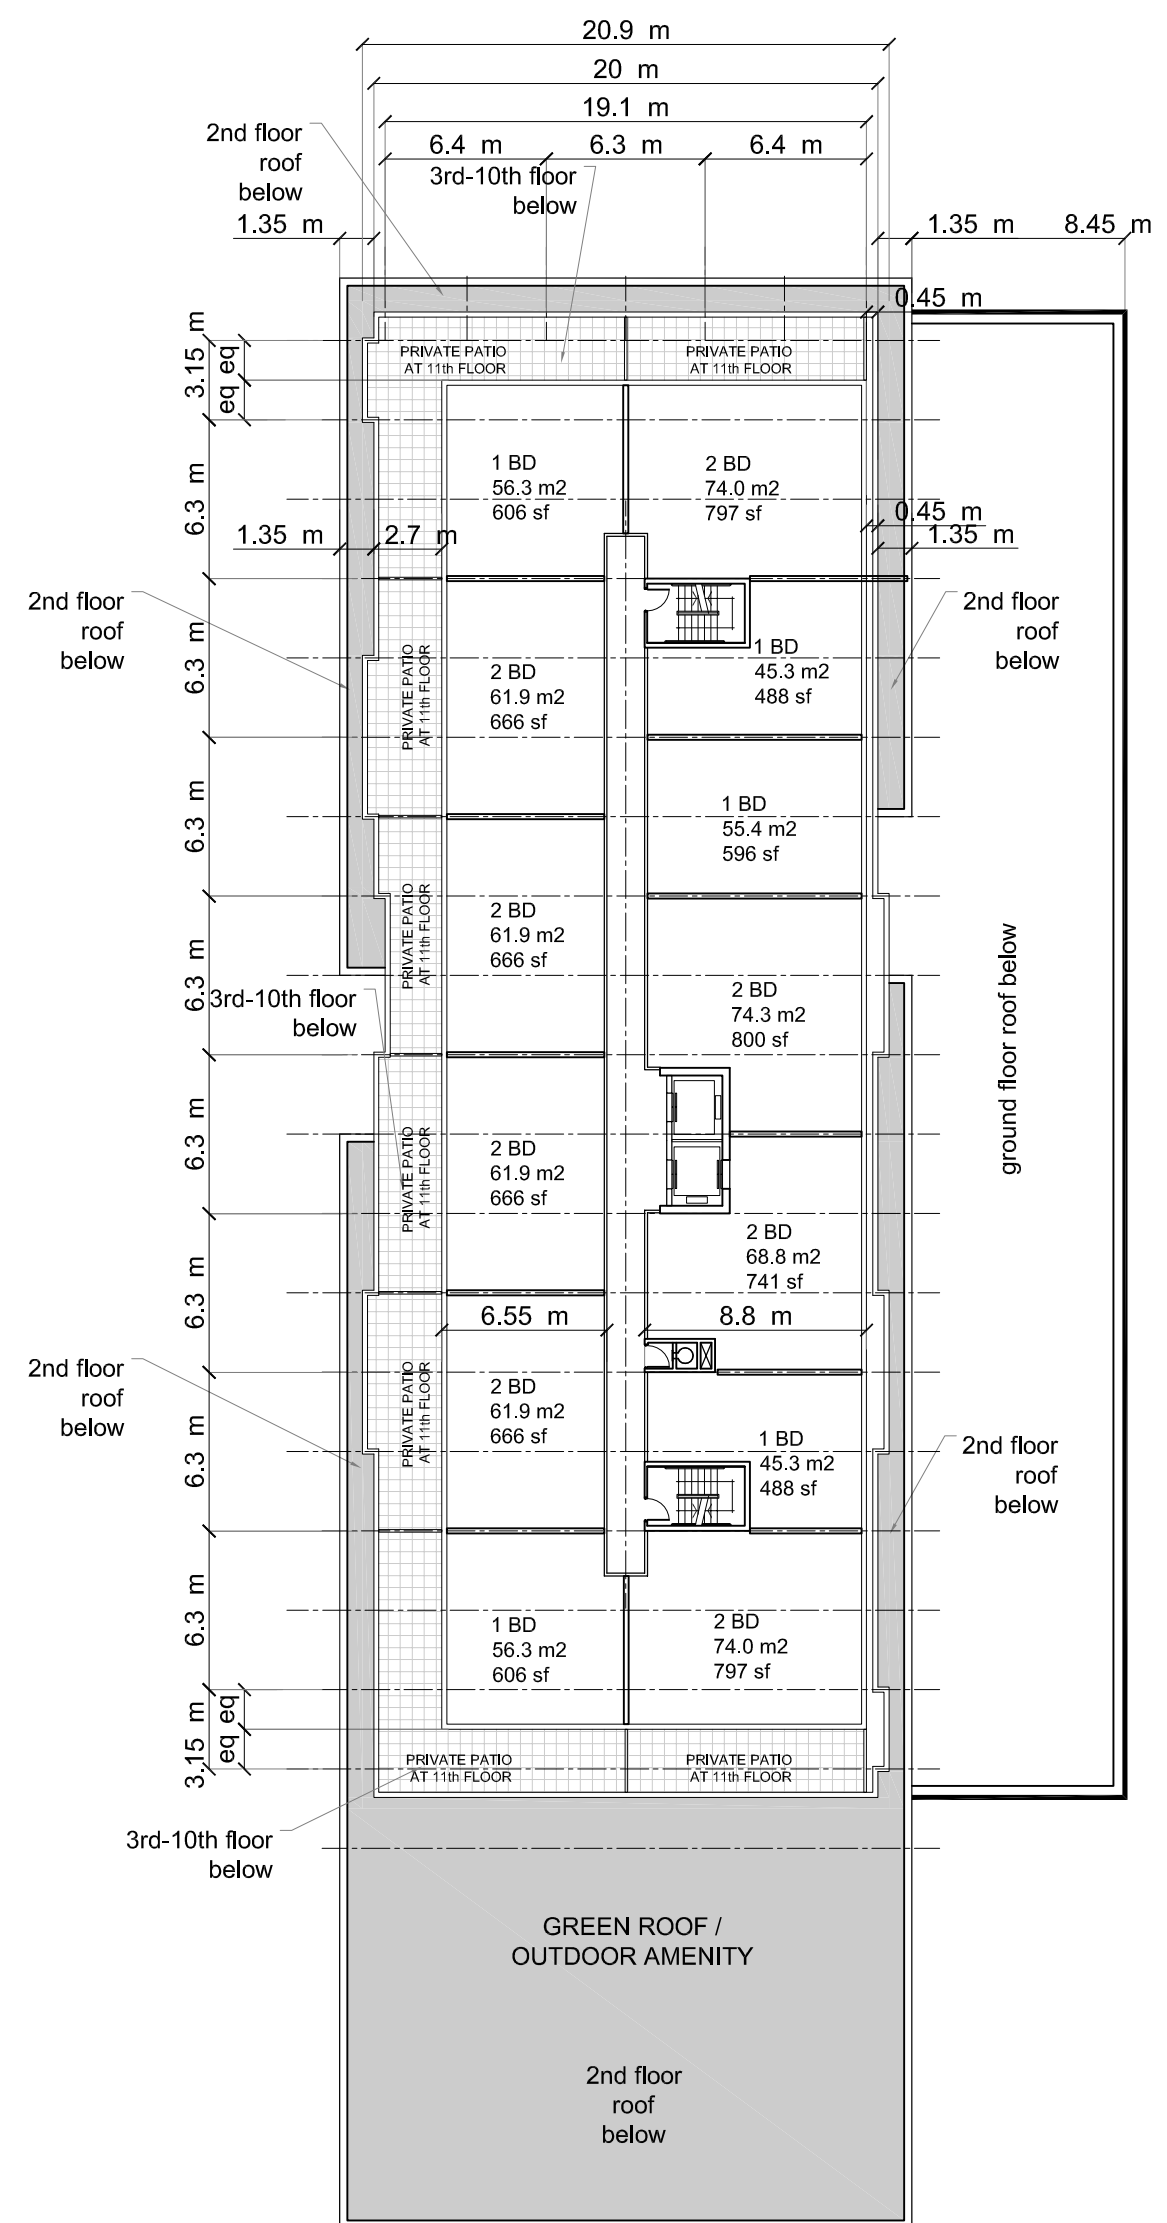 20.9 m
20 m
19.1 m
6.4 m
6.3 m
6.4 m
2nd floor
roof
below
3rd-10th floor
below
1.35 m
1.35 m
8.45 m
0.45 m
3.15 m
eq
eq
PRIVATE PATIO
AT 11th FLOOR
PRIVATE PATIO
AT 11th FLOOR
6.3 m
1 BD
56.3 m2
606 sf
2 BD
74.0 m2
797 sf
0.45 m
1.35 m
1.35 m
2.7 m
2nd floor
roof
below
6.3 m
PRIVATE PATIO
AT 11th FLOOR
2 BD
61.9 m2
666 sf
1 BD
45.3 m2
488 sf
2nd floor
roof
below
6.3 m
1 BD
55.4 m2
596 sf
6.3 m
PRIVATE PATIO
AT 11th FLOOR
2 BD
61.9 m2
666 sf
2 BD
74.3 m2
800 sf
ground floor roof below
3rd-10th floor
below
6.3 m
PRIVATE PATIO
AT 11th FLOOR
2 BD
61.9 m2
666 sf
6.3 m
2 BD
68.8 m2
741 sf
6.55 m
8.8 m
2nd floor
roof
below
6.3 m
PRIVATE PATIO
AT 11th FLOOR
2 BD
61.9 m2
666 sf
1 BD
45.3 m2
488 sf
2nd floor
roof
below
6.3 m
1 BD
56.3 m2
606 sf
2 BD
74.0 m2
797 sf
3.15 m
eq
eq
PRIVATE PATIO
AT 11th FLOOR
PRIVATE PATIO
AT 11th FLOOR
3rd-10th floor
below
GREEN ROOF /
OUTDOOR AMENITY
2nd floor
roof
below